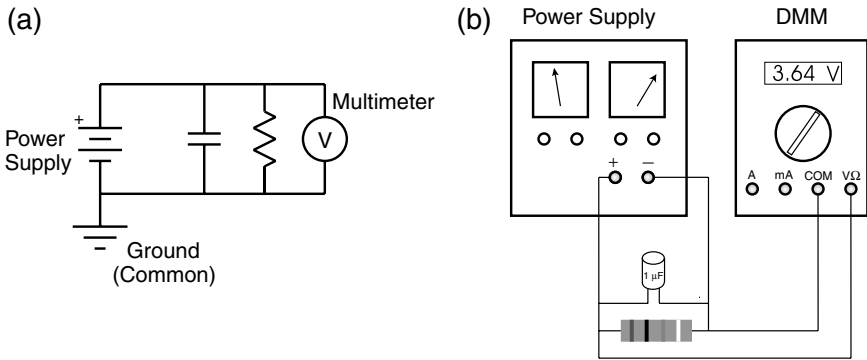 (a)
+
Power
Supply
V
Multimeter
Ground
(Common)
(b)
Power Supply
DMM
3.64 V
+ −
A mA COM VΩ
1 µF